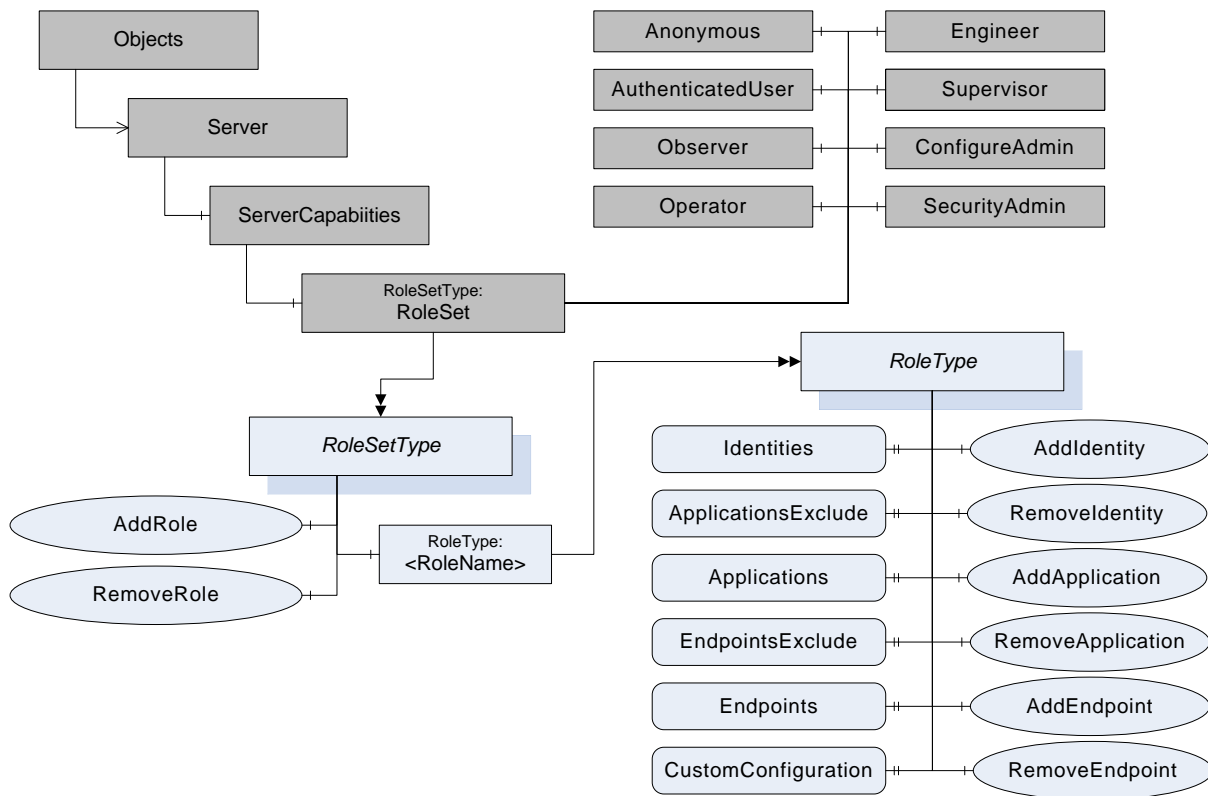 Objects
Server
ServerCapabiities
RoleSetType:
RoleSet
Anonymous
Engineer
AuthenticatedUser
Supervisor
Observer
ConfigureAdmin
Operator
SecurityAdmin
RoleSetType
AddRole
RemoveRole
RoleType:
<RoleName>
RoleType
Identities
AddIdentity
ApplicationsExclude
RemoveIdentity
Applications
AddApplication
EndpointsExclude
RemoveApplication
Endpoints
AddEndpoint
CustomConfiguration
RemoveEndpoint